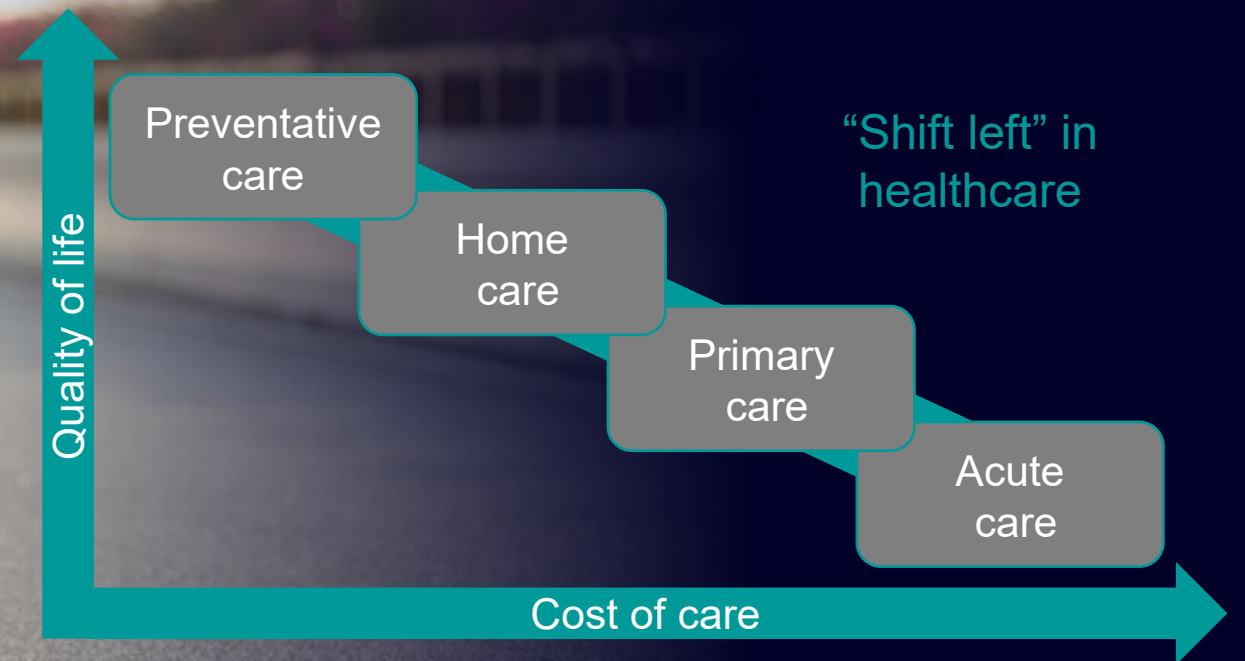 Preventative
care
“Shift left” in
healthcare
Home
care
Primary
care
Acute
care
Quality of life
Cost of care